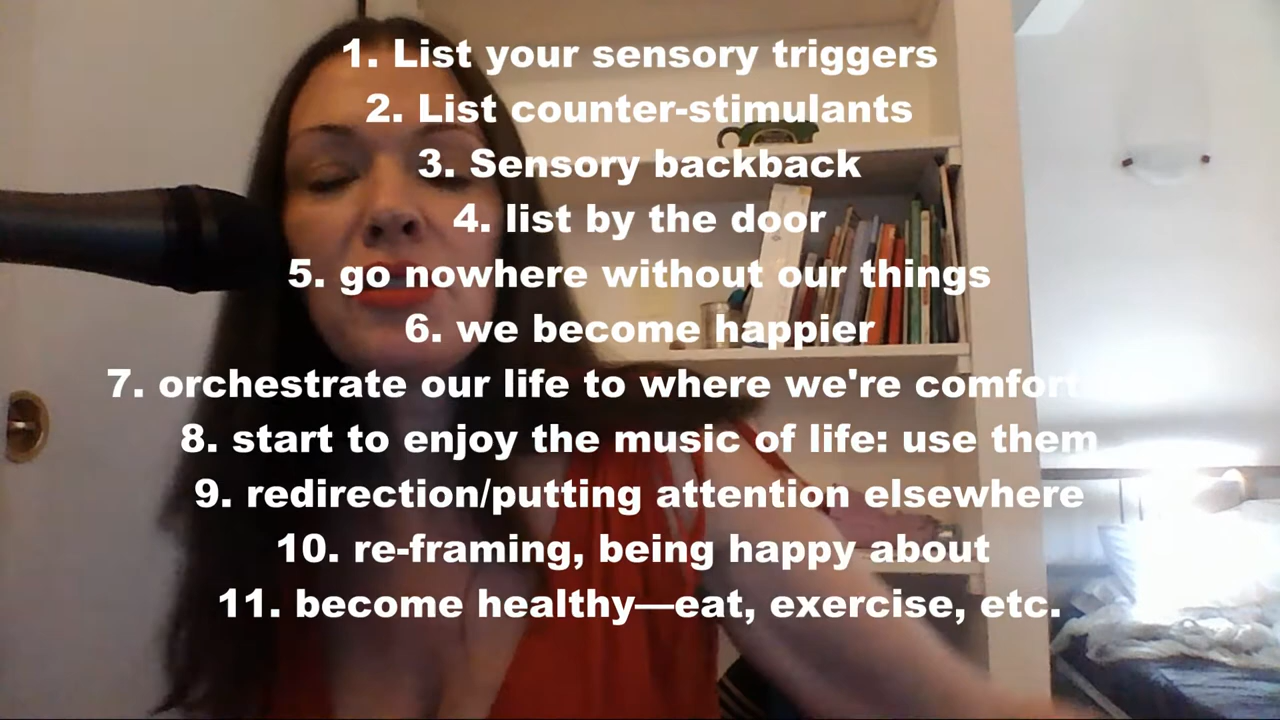 1. List your sensory triggers
2. List counter-stimulants
3. Sensory backback
4. list by the door
5. go nowhere without our things
6. we become happier
7. orchestrate our life to where we're comfort
8. start to enjoy the music of life: use them
9. redirection/putting attention elsewhere
10. re-framing, being happy about
11. become healthy—eat, exercise, etc.